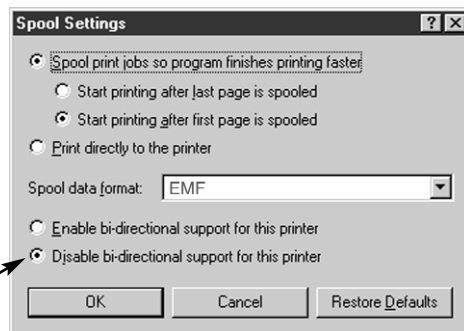 Spool Settings
Spool print jobs so program finishes printing faster
Start printing after last page is spooled
Start printing after first page is spooled
Print directly to the printer
Spool data format: EMF
Enable bi-directional support for this printer
Disable bi-directional support for this printer
OK Cancel Restore Defaults